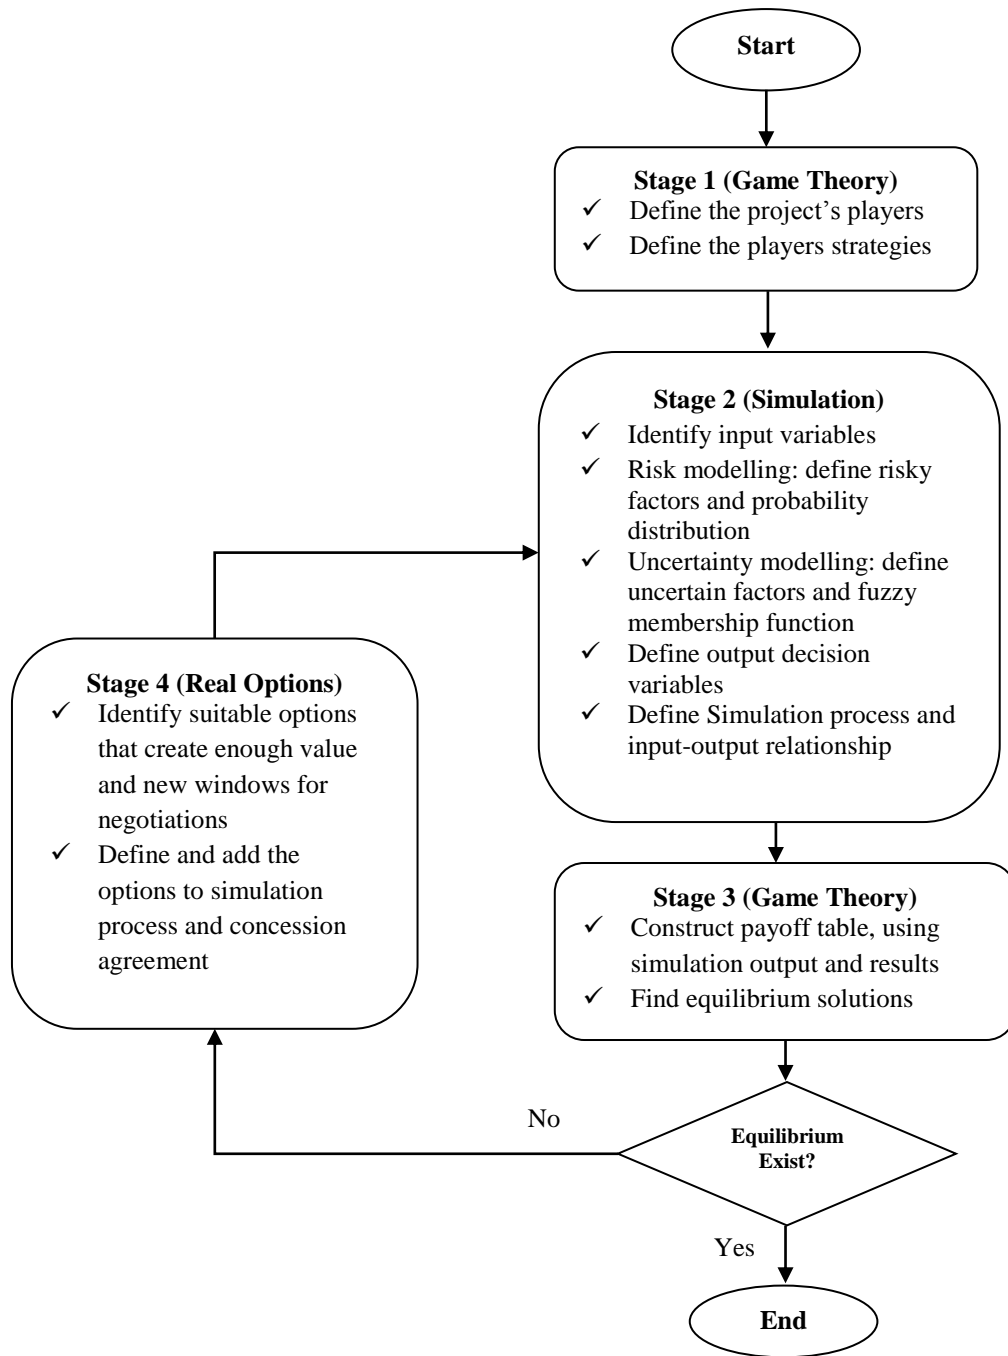 Start
Stage 1 (Game Theory)
✓ Define the project’s players
✓ Define the players strategies
Stage 2 (Simulation)
✓ Identify input variables
✓ Risk modelling: define risky
factors and probability
distribution
✓ Uncertainty modelling: define
uncertain factors and fuzzy
membership function
✓ Define output decision
variables
✓ Define Simulation process and
input-output relationship
Stage 3 (Game Theory)
✓ Construct payoff table, using
simulation output and results
✓ Find equilibrium solutions
Equilibrium
Exist?
No
Stage 4 (Real Options)
✓ Identify suitable options
that create enough value
and new windows for
negotiations
✓ Define and add the
options to simulation
process and concession
agreement
Yes
End